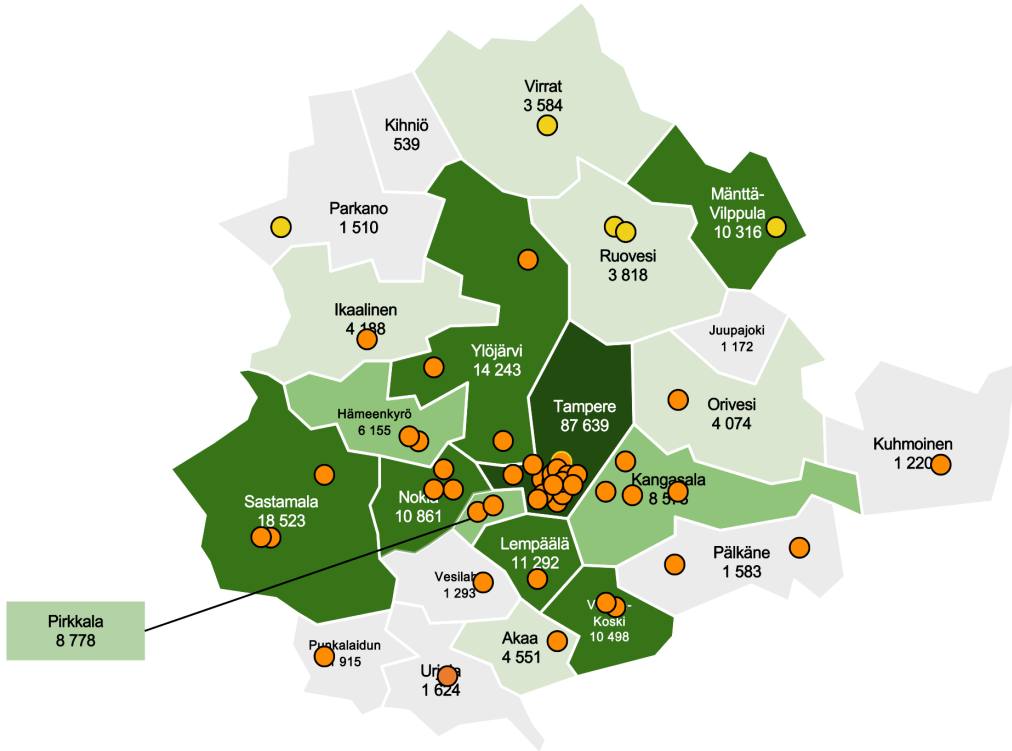 Virrat
3 584
Kihniö
539
Mänttä-
Vilppula
10 316
Parkano
1 510
Ruovesi
3 818
Ikaalinen
4 188
Juupajoki
1 172
Ylöjärvi
14 243
Tampere
87 639
Orivesi
4 074
Hämeenkyrö
6 155
Kuhmoinen
1 220
Kangasala
Sastamala
18 523
Nokia
10 861
Lempäälä
11 292
Pälkäne
1 583
Vesilahti
1 293
Koski
10 498
Pirkkala
8 778
Akaa
4 551
Punkalaidun
915
Urjala
1 624